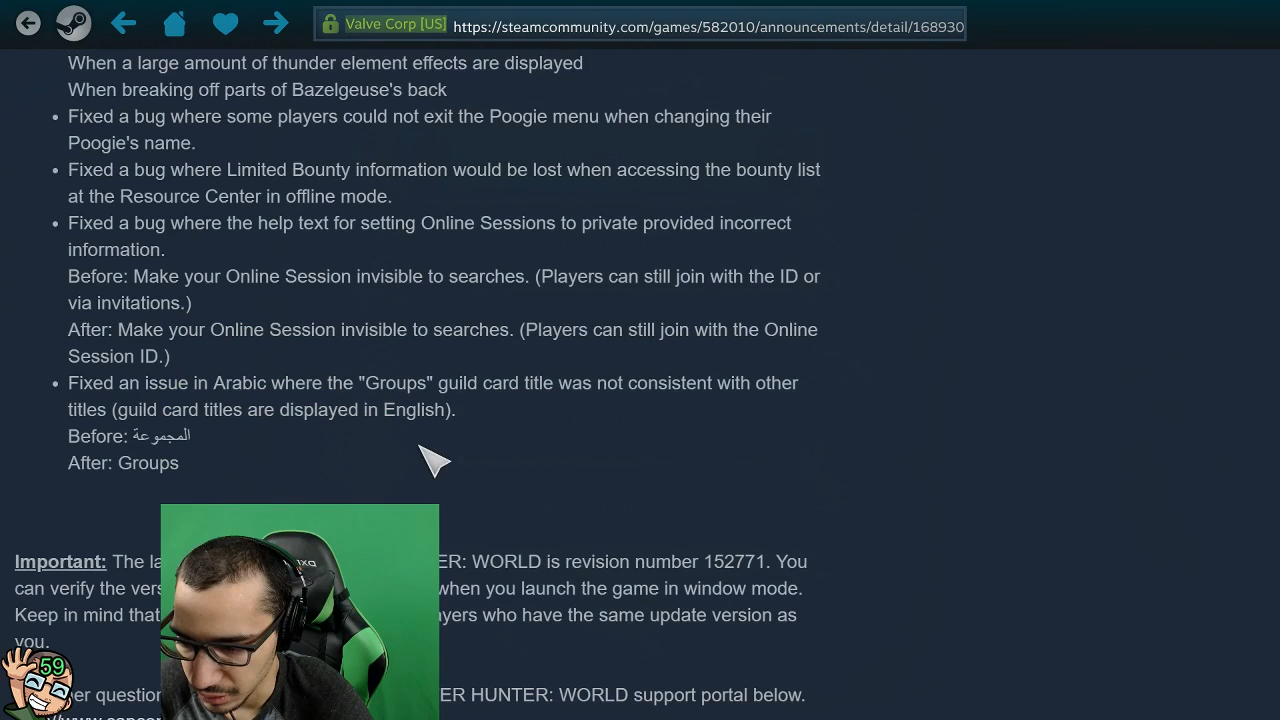 Valve Corp [US] https://steamcommunity.com/games/582010/announcements/detail/168930
When a large amount of thunder element effects are displayed
When breaking off parts of Bazelgeuse's back
• Fixed a bug where some players could not exit the Poogie menu when changing their
Poogie's name.
• Fixed a bug where Limited Bounty information would be lost when accessing the bounty list
at the Resource Center in offline mode.
• Fixed a bug where the help text for setting Online Sessions to private provided incorrect
information.
Before: Make your Online Session invisible to searches. (Players can still join with the ID or
via invitations.)
After: Make your Online Session invisible to searches. (Players can still join with the Online
Session ID.)
• Fixed an issue in Arabic where the "Groups" guild card title was not consistent with other
titles (guild card titles are displayed in English).
Before: المجموعة
After: Groups
Important: The ER: WORLD is revision number 152771. You
can verify the when you launch the game in window mode.
Keep in mind that who have the same update version as
you.
59
ER HUNTER: WORLD support portal below.